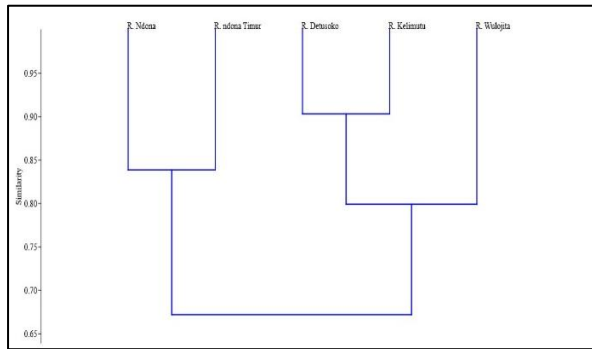 R. Ndona
R. ndona Timur
R. Detusoko
R. Kelimutu
R. Wolojita
0.95
0.90
0.85
0.80
0.75
0.70
0.65
Similarity